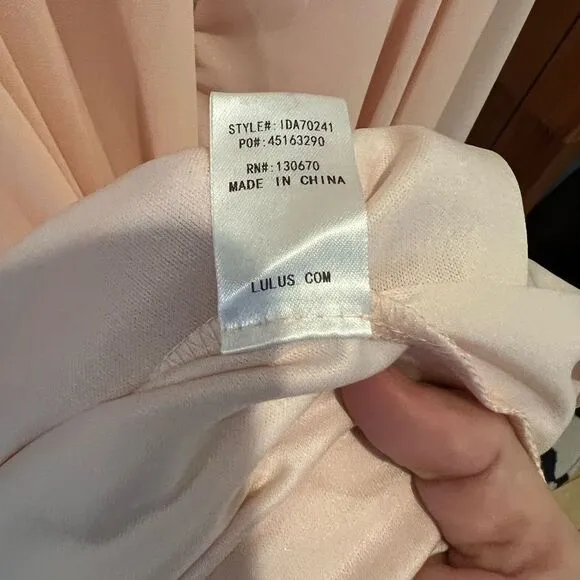 STYLE#: IDA70241
PO#: 45163290
RN#: 130670
MADE IN CHINA
LULUS COM